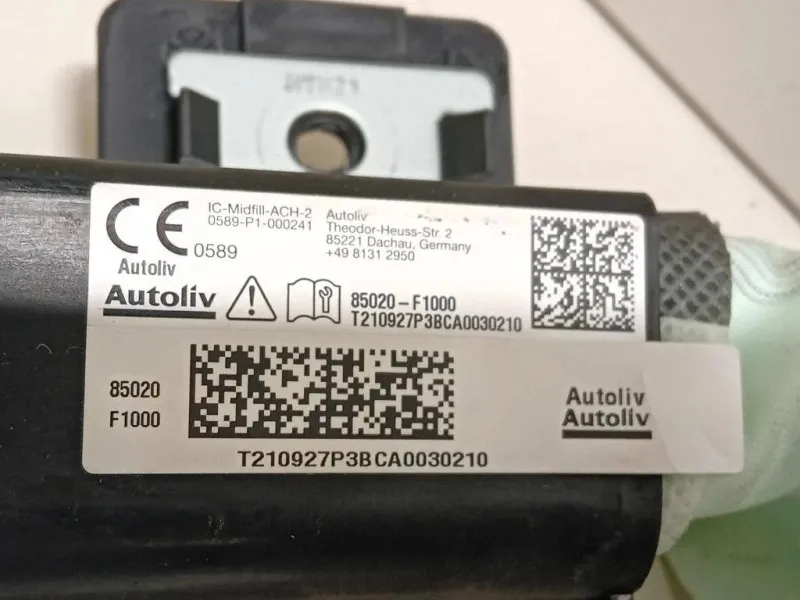 IC-Midfill-ACH-2
0589-P1-000241
CE
0589
Autoliv
Theodor-Heuss-Str. 2
85221 Dachau, Germany
+49 8131 2950
Autoliv
Autoliv
85020-F1000
T210927P3BCA0030210
85020
F1000
Autoliv
Autoliv
T210927P3BCA0030210